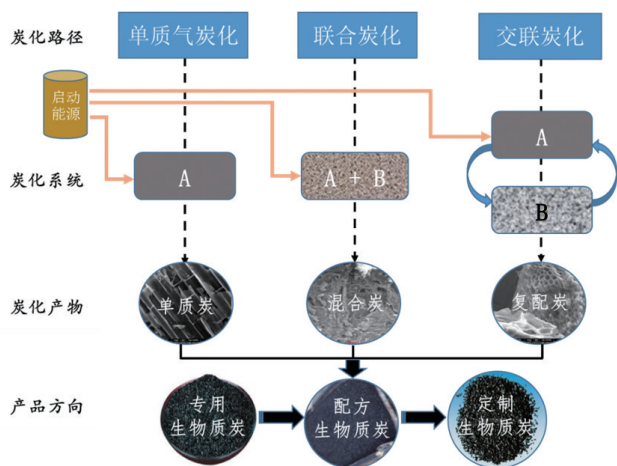 炭化路径
单质气炭化
联合炭化
交联炭化
启动
能源
炭化系统
A
A + B
A
B
炭化产物
单质炭
混合炭
复配炭
产品方向
专用
生物质炭
配方
生物质炭
定制
生物质炭